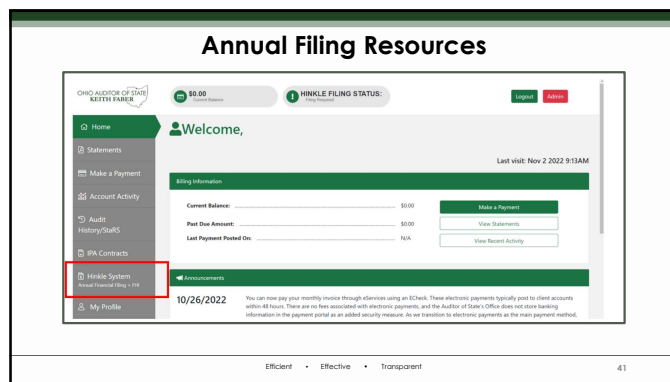 Annual Filing Resources
OHIO AUDITOR OF STATE
KEITH FABER
$0.00
Current Balance
HINKLE FILING STATUS:
Filing Required
Logout
Admin
Home
Statements
Make a Payment
Account Activity
Audit
History/StaRS
IPA Contracts
Hinkle System
Annual Financial Filing + FHI
My Profile
Welcome,
Last visit: Nov 2 2022 9:13AM
Billing Information
Current Balance: $0.00
Past Due Amount: $0.00
Last Payment Posted On: N/A
Make a Payment
View Statements
View Recent Activity
Announcements
10/26/2022
You can now pay your monthly invoice through eServices using an ECheck. These electronic payments typically post to client accounts
within 48 hours. There are no fees associated with electronic payments, and the Auditor of State's Office does not store banking
information in the payment portal as an added security measure. As we transition to electronic payments as the main payment method,
Efficient • Effective • Transparent
41